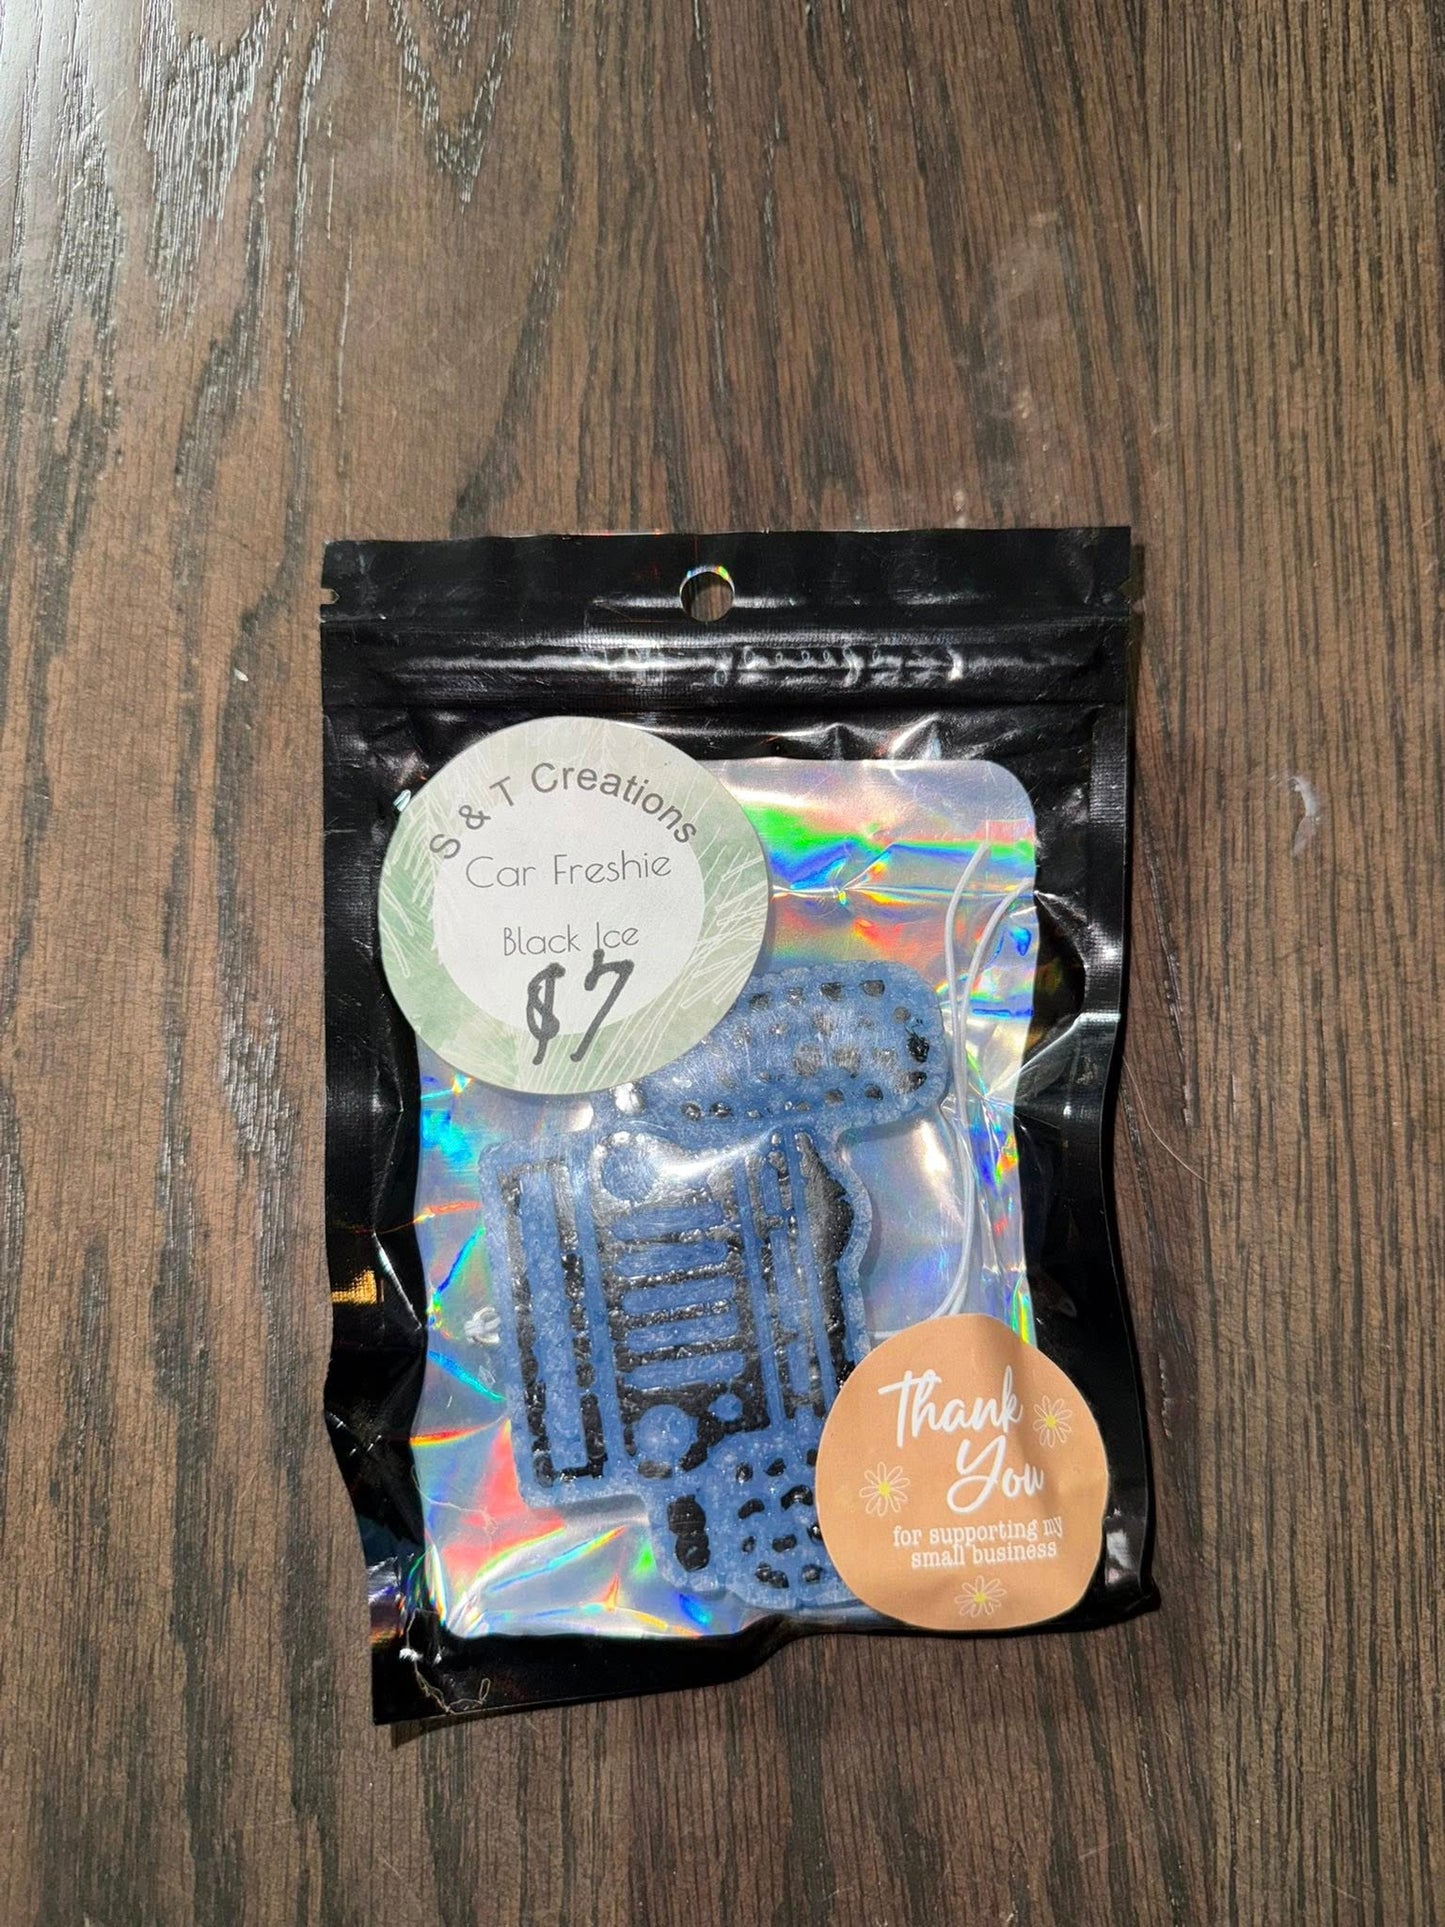 S & T Creations
Car Freshie
Black Ice
$7
Thank
You
for supporting my
small business